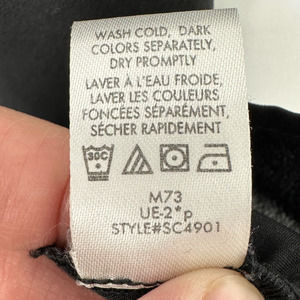 WASH COLD, DARK
COLORS SEPARATELY,
DRY PROMPTLY
LAVER À L'EAU FROIDE,
LAVER LES COULEURS
FONCÉES SÉPARÉMENT,
SÉCHER RAPIDEMENT
30C
M73
UE-2*p
STYLE#SC4901